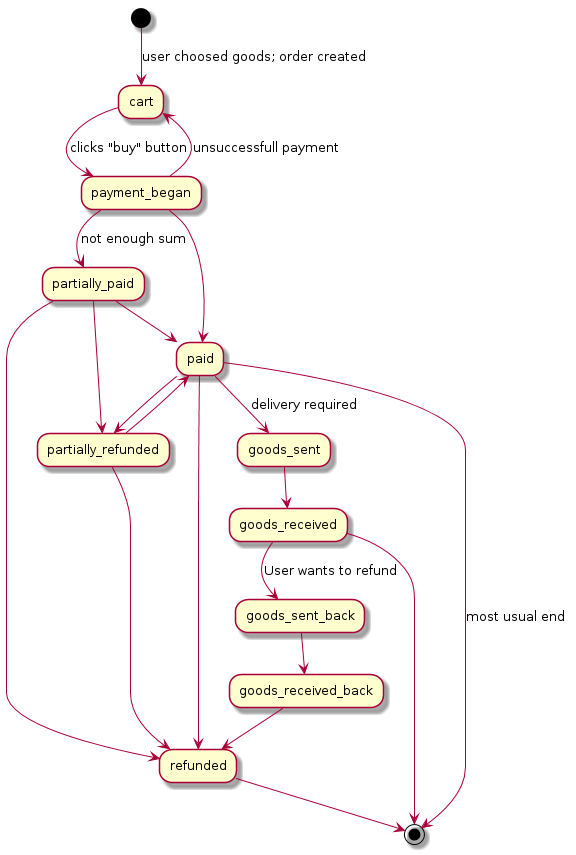 user choosed goods; order created
cart
clicks "buy" button
unsuccessfull payment
payment_began
not enough sum
partially_paid
paid
delivery required
partially_refunded
goods_sent
goods_received
User wants to refund
goods_sent_back
most usual end
goods_received_back
refunded